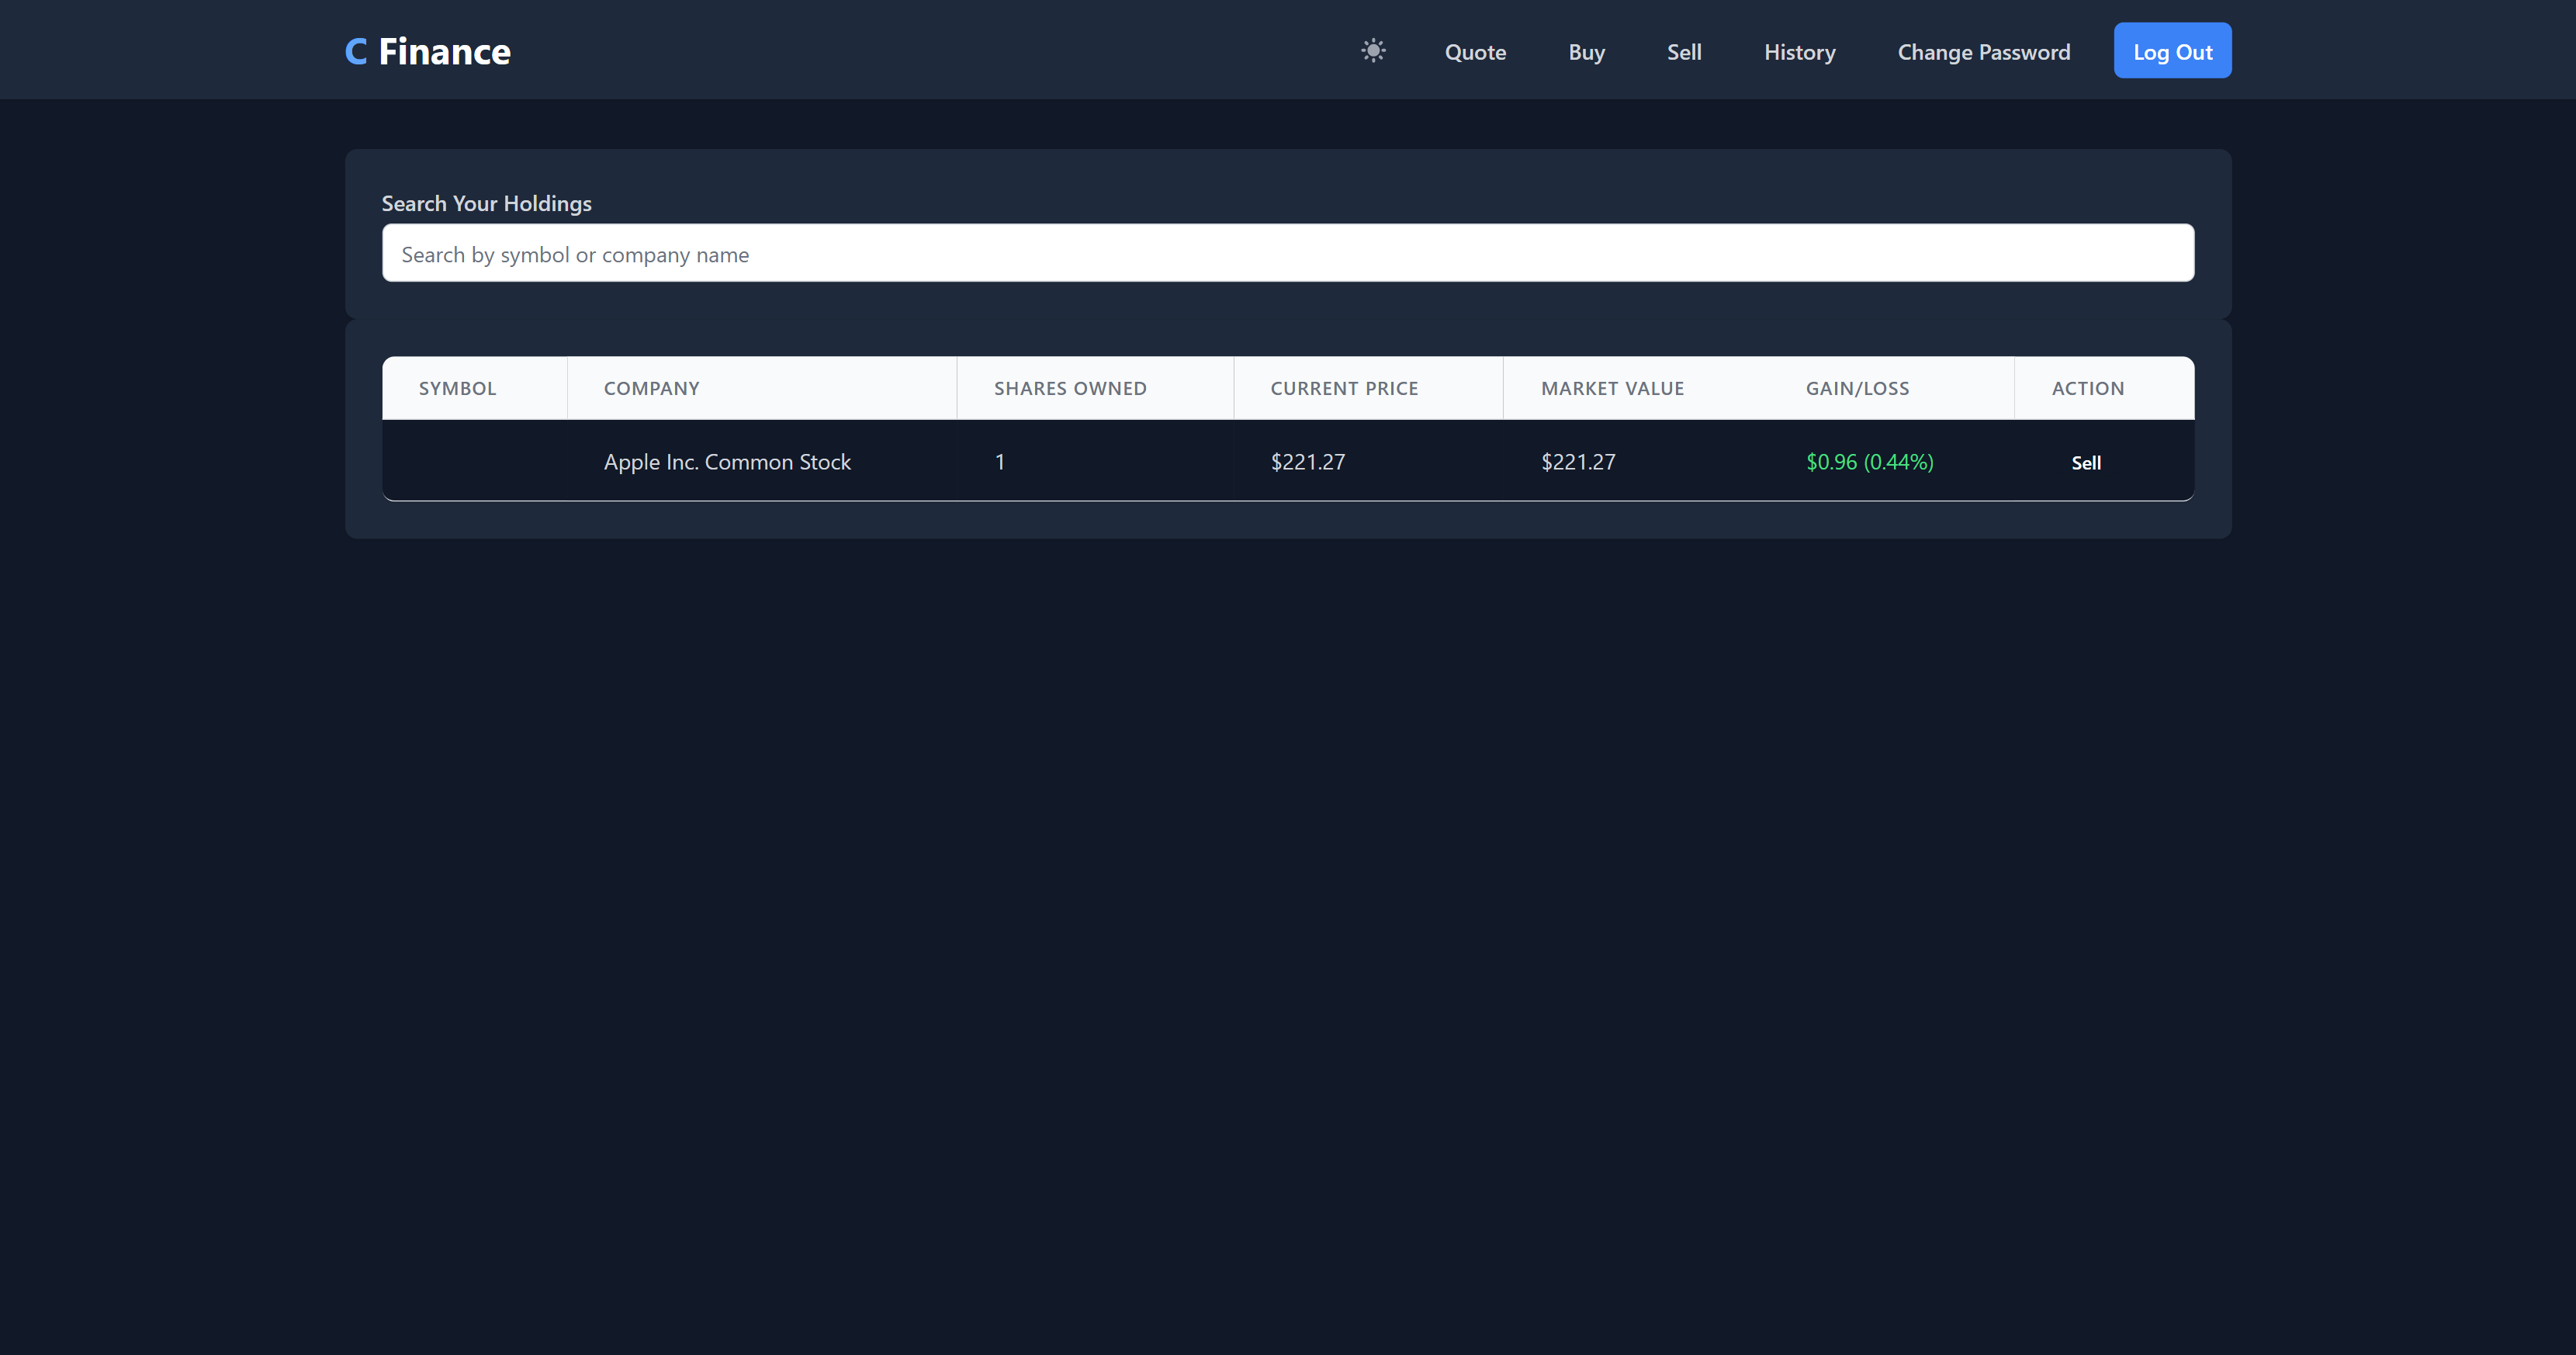 C Finance
Quote Buy Sell History Change Password Log Out
Search Your Holdings
Search by symbol or company name
SYMBOL COMPANY SHARES OWNED CURRENT PRICE MARKET VALUE GAIN/LOSS ACTION
Apple Inc. Common Stock 1 $221.27 $221.27 $0.96 (0.44%) Sell